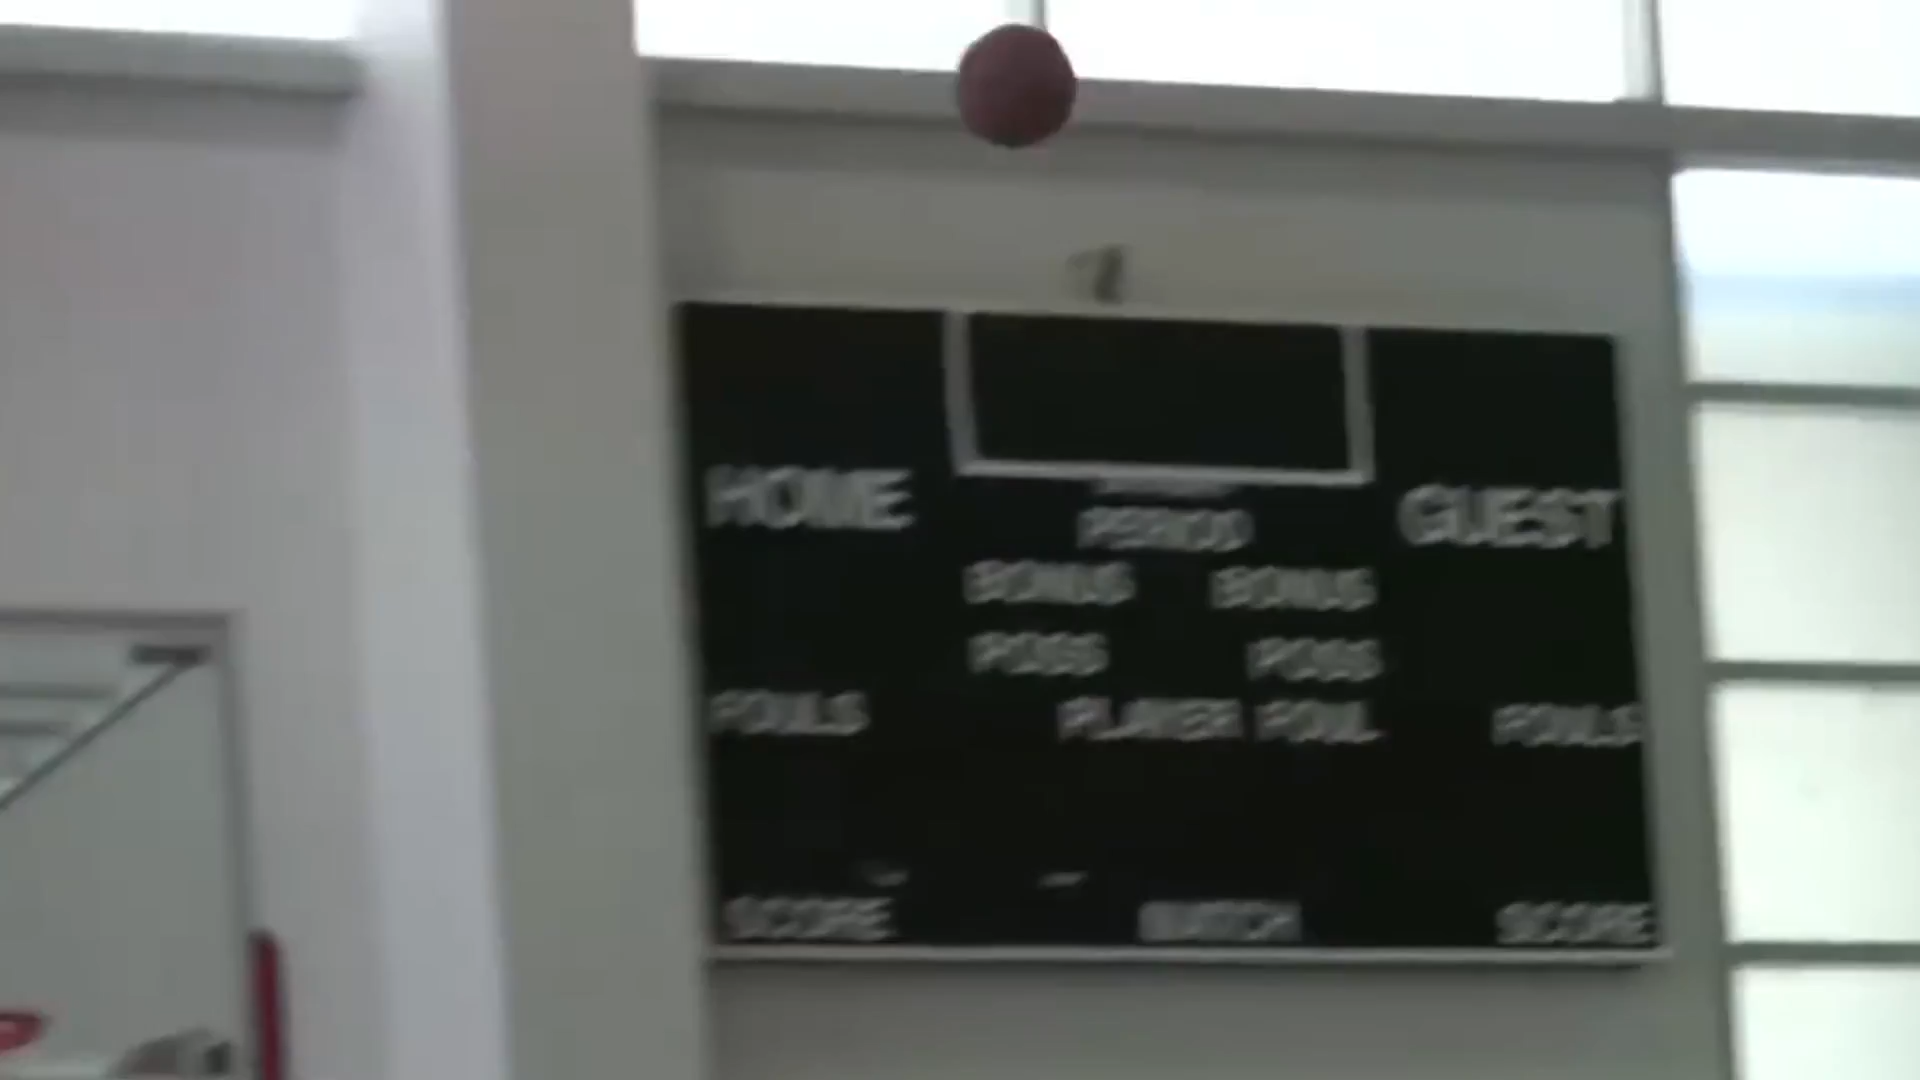 HOME GUEST
PERIOD
BONUS BONUS
POSS POSS
FOULS PLAYER FOUL FOULS
SCORE MATCH SCORE